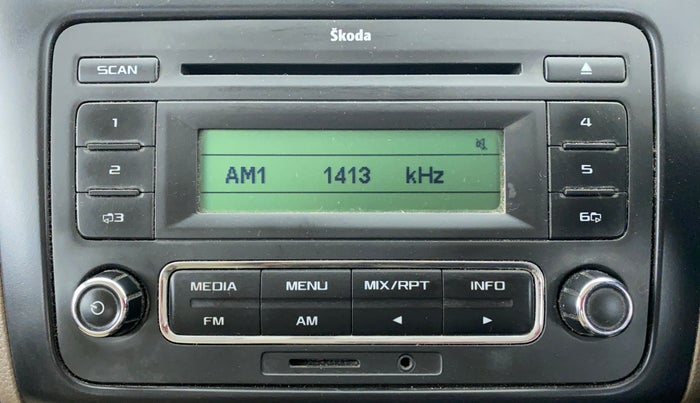 Škoda
SCAN
1
4
AM1 1413 kHz
2
5
3
6
MEDIA MENU MIX/RPT INFO
FM AM